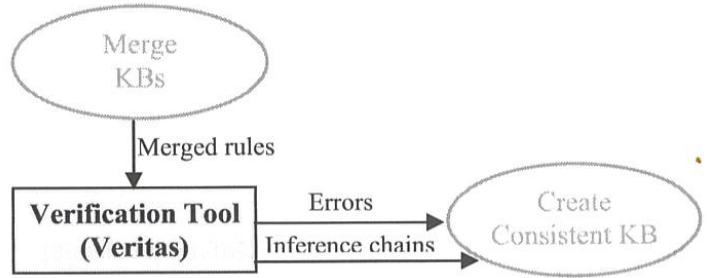 Merge
KBs
Merged rules
Verification Tool
(Veritas)
Errors
Inference chains
Create
Consistent KB